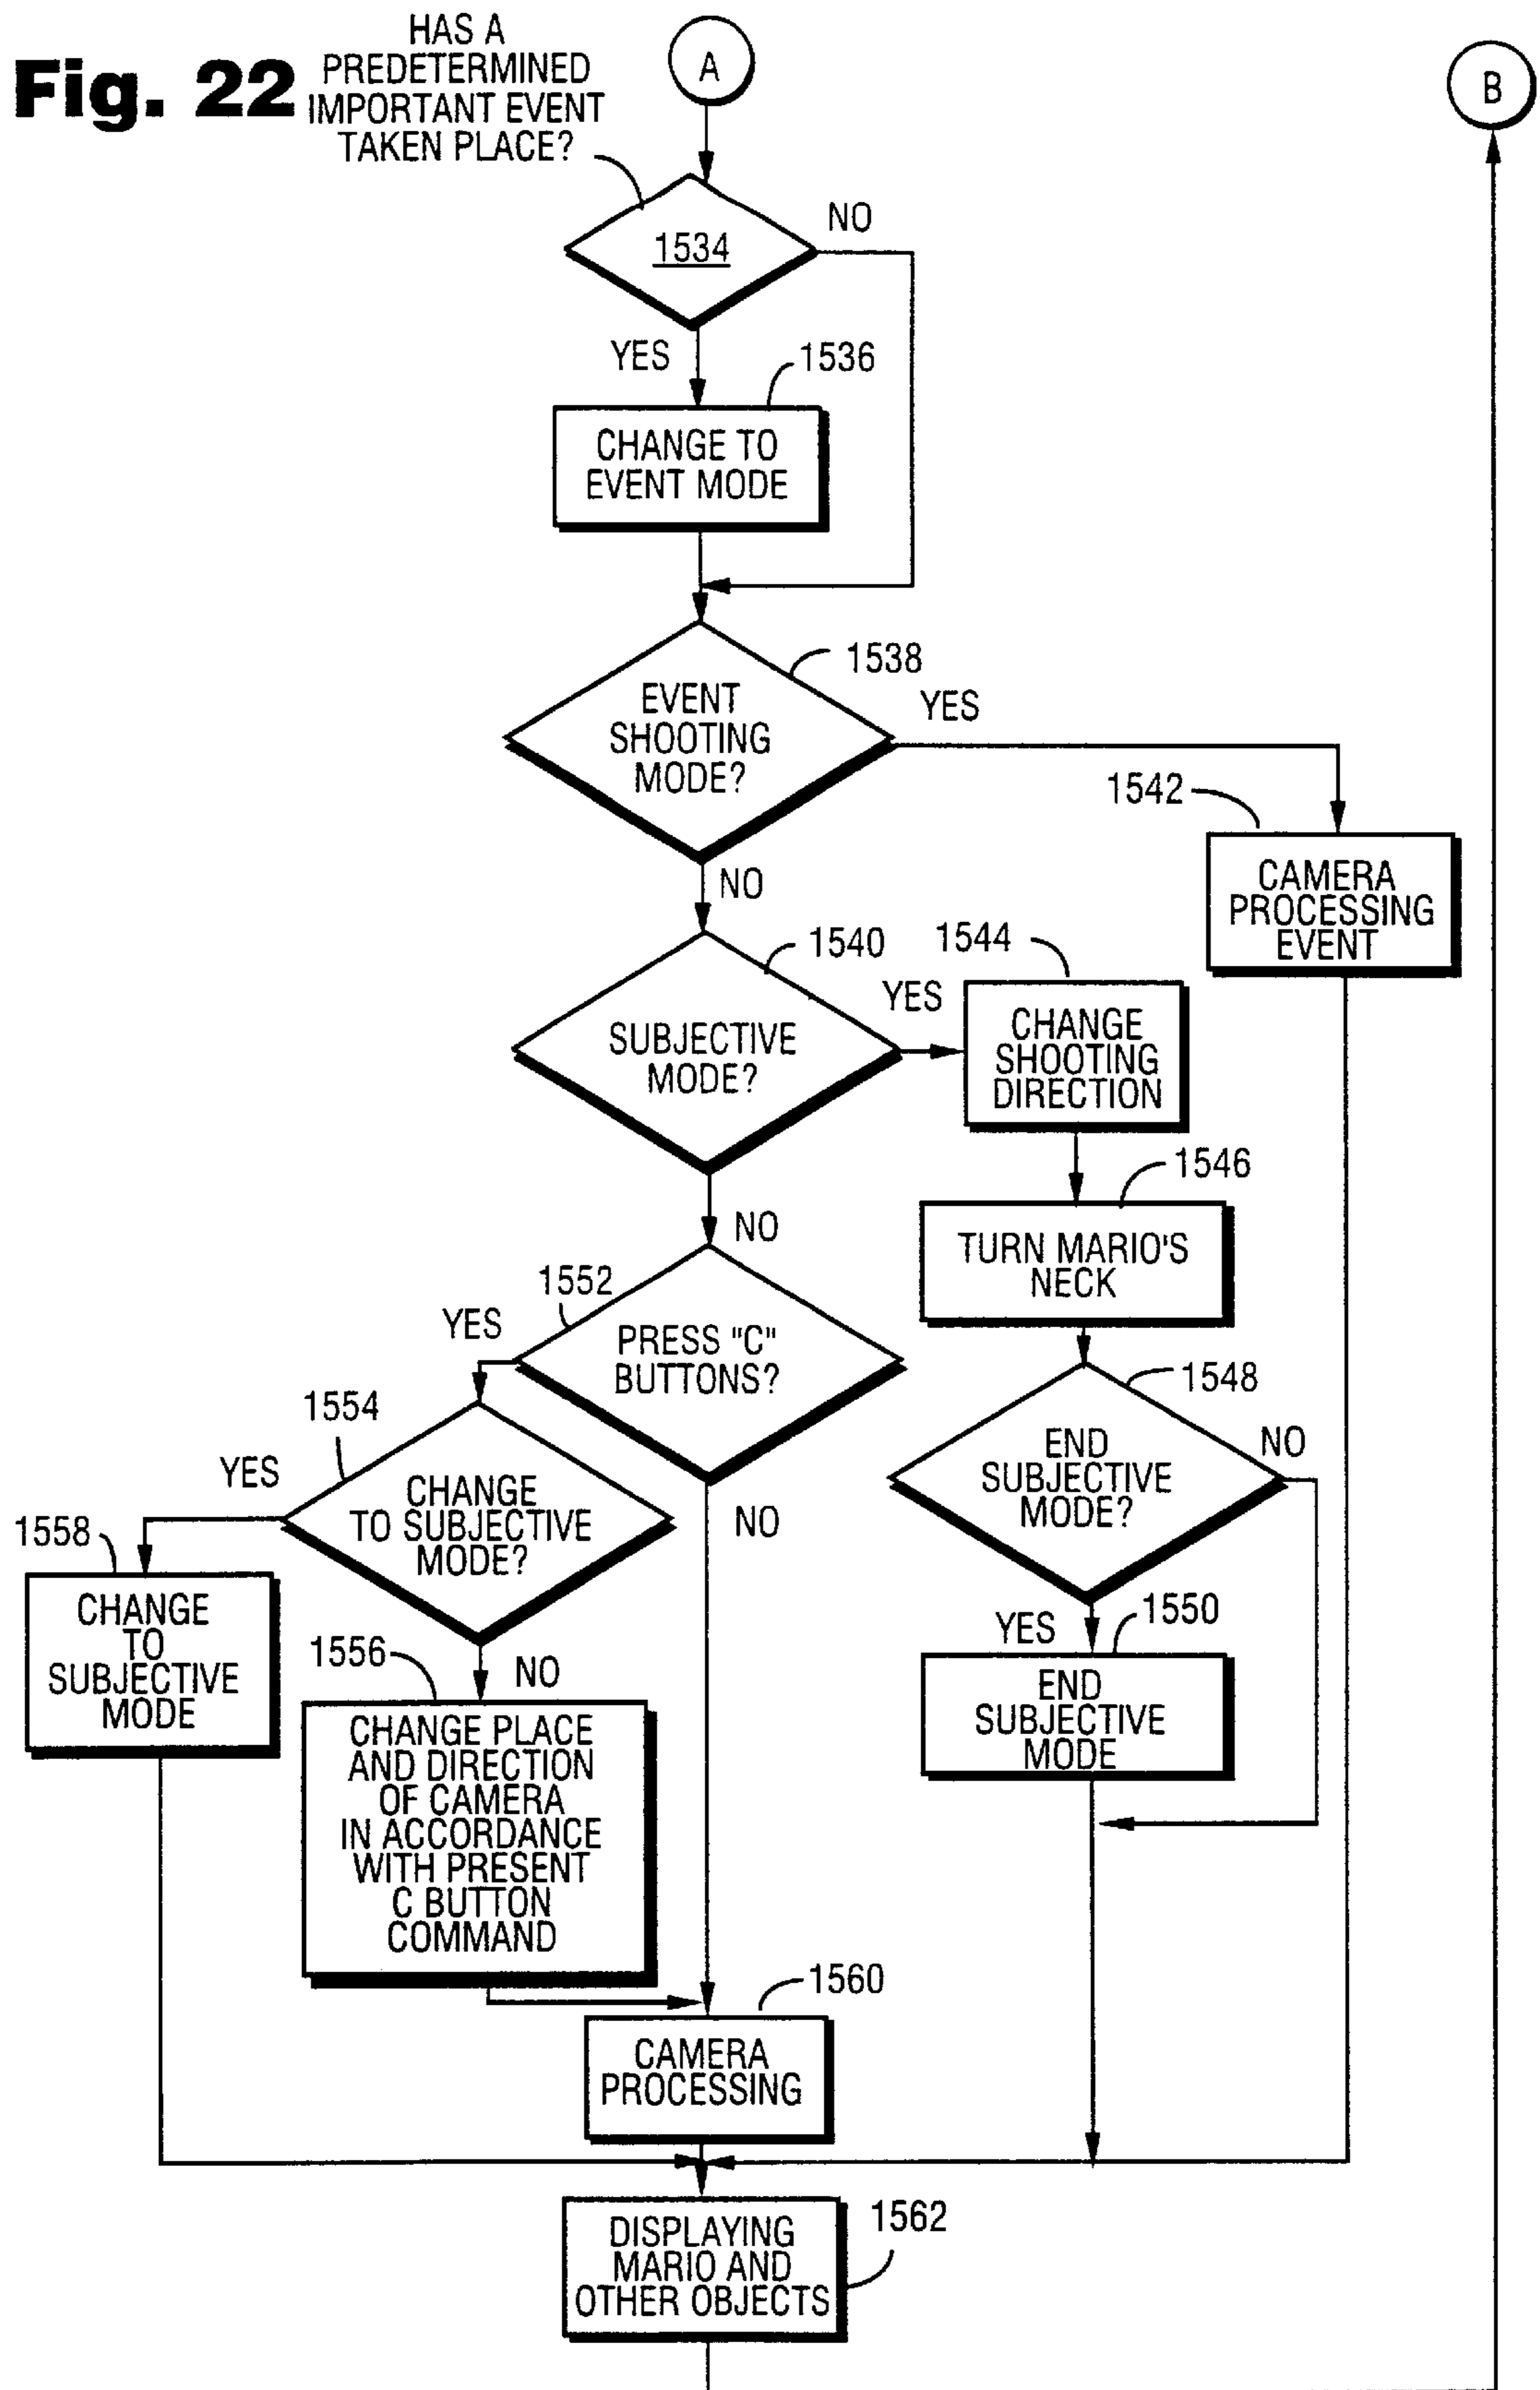 Fig. 22
HAS A
PREDETERMINED
IMPORTANT EVENT
TAKEN PLACE?
A
B
1534
NO
YES
1536
CHANGE TO
EVENT MODE
1538
EVENT
SHOOTING
MODE?
YES
NO
1542
CAMERA
PROCESSING
EVENT
1540
SUBJECTIVE
MODE?
YES
NO
1544
CHANGE
SHOOTING
DIRECTION
1546
TURN MARIO'S
NECK
1552
PRESS "C"
BUTTONS?
YES
NO
1548
END
SUBJECTIVE
MODE?
NO
YES
1554
CHANGE
TO SUBJECTIVE
MODE?
YES
NO
1558
CHANGE
TO
SUBJECTIVE
MODE
1550
END
SUBJECTIVE
MODE
1556
CHANGE PLACE
AND DIRECTION
OF CAMERA
IN ACCORDANCE
WITH PRESENT
C BUTTON
COMMAND
1560
CAMERA
PROCESSING
1562
DISPLAYING
MARIO AND
OTHER OBJECTS